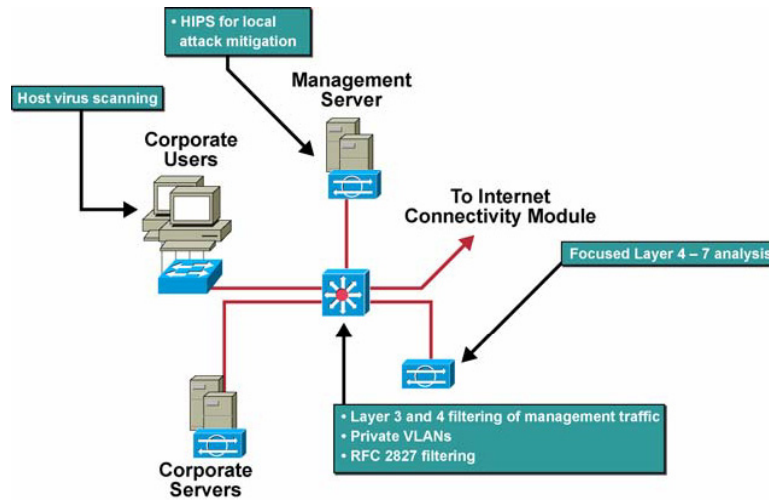 • HIPS for local
attack mitigation
Management
Server
Host virus scanning
Corporate
Users
To Internet
Connectivity Module
Focused Layer 4 – 7 analysis
• Layer 3 and 4 filtering of management traffic
• Private VLANs
• RFC 2827 filtering
Corporate
Servers